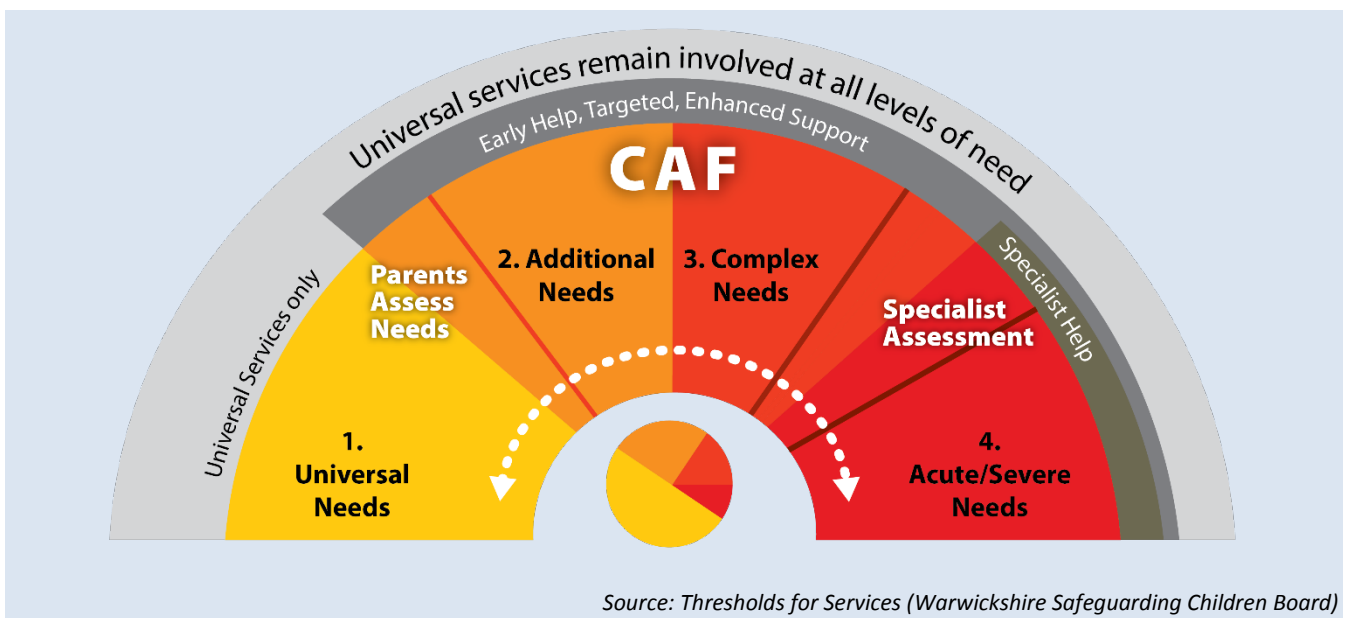 Universal services remain involved at all levels of need
Early Help, Targeted, Enhanced Support
CAF
Universal Services only
Parents
Assess
Needs
2. Additional
Needs
3. Complex
Needs
Specialist
Assessment
Specialist Help
1.
Universal
Needs
4.
Acute/Severe
Needs
Source: Thresholds for Services (Warwickshire Safeguarding Children Board)